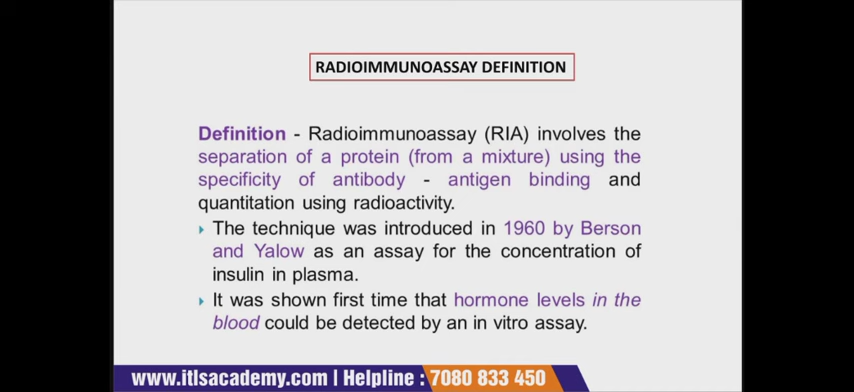 RADIOIMMUNOASSAY DEFINITION
Definition - Radioimmunoassay (RIA) involves the
separation of a protein (from a mixture) using the
specificity of antibody - antigen binding and
quantitation using radioactivity.
The technique was introduced in 1960 by Berson
and Yalow as an assay for the concentration of
insulin in plasma.
It was shown first time that hormone levels in the
blood could be detected by an in vitro assay.
www.itlsacademy.com | Helpline : 7080 833 450